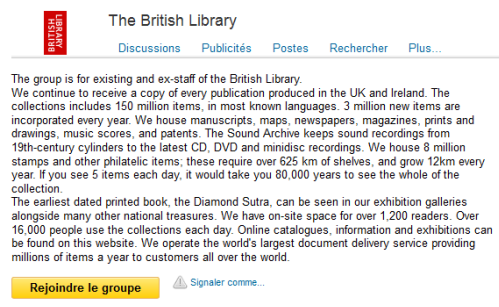 BRITISH
LIBRARY
The British Library
Discussions Publicités Postes Rechercher Plus...
The group is for existing and ex-staff of the British Library.
We continue to receive a copy of every publication produced in the UK and Ireland. The
collections includes 150 million items, in most known languages. 3 million new items are
incorporated every year. We house manuscripts, maps, newspapers, magazines, prints and
drawings, music scores, and patents. The Sound Archive keeps sound recordings from
19th-century cylinders to the latest CD, DVD and minidisc recordings. We house 8 million
stamps and other philatelic items; these require over 625 km of shelves, and grow 12km every
year. If you see 5 items each day, it would take you 80,000 years to see the whole of the
collection.
The earliest dated printed book, the Diamond Sutra, can be seen in our exhibition galleries
alongside many other national treasures. We have on-site space for over 1,200 readers. Over
16,000 people use the collections each day. Online catalogues, information and exhibitions can
be found on this website. We operate the world's largest document delivery service providing
millions of items a year to customers all over the world.
Rejoindre le groupe Signaler comme...